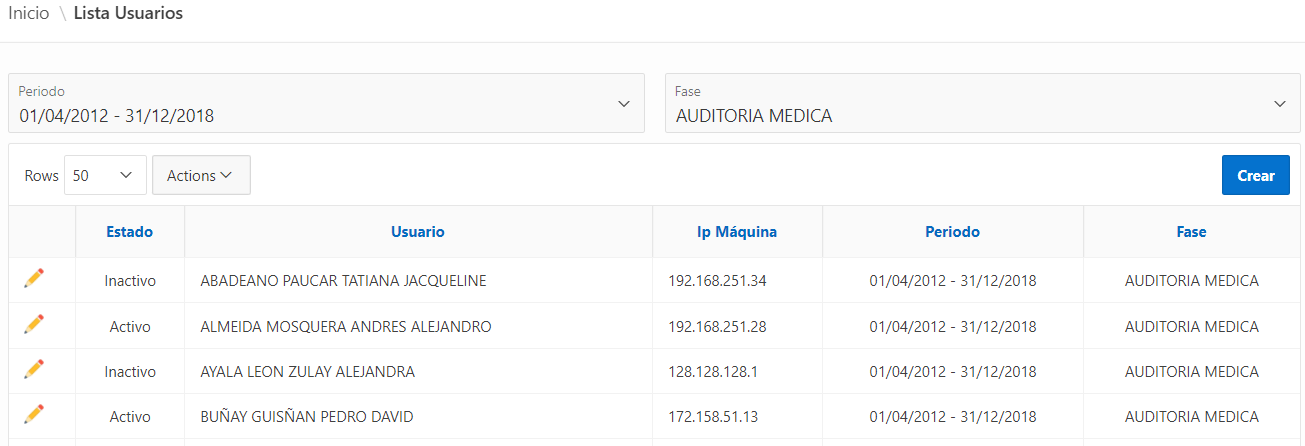 Inicio \ Lista Usuarios
Periodo
01/04/2012 - 31/12/2018
Fase
AUDITORIA MEDICA
Rows 50 Actions Crear
Estado Usuario Ip Máquina Periodo Fase
Inactivo ABADEANO PAUCAR TATIANA JACQUELINE 192.168.251.34 01/04/2012 - 31/12/2018 AUDITORIA MEDICA
Activo ALMEIDA MOSQUERA ANDRES ALEJANDRO 192.168.251.28 01/04/2012 - 31/12/2018 AUDITORIA MEDICA
Inactivo AYALA LEON ZULAY ALEJANDRA 128.128.128.1 01/04/2012 - 31/12/2018 AUDITORIA MEDICA
Activo BUÑAY GUISÑAN PEDRO DAVID 172.158.51.13 01/04/2012 - 31/12/2018 AUDITORIA MEDICA